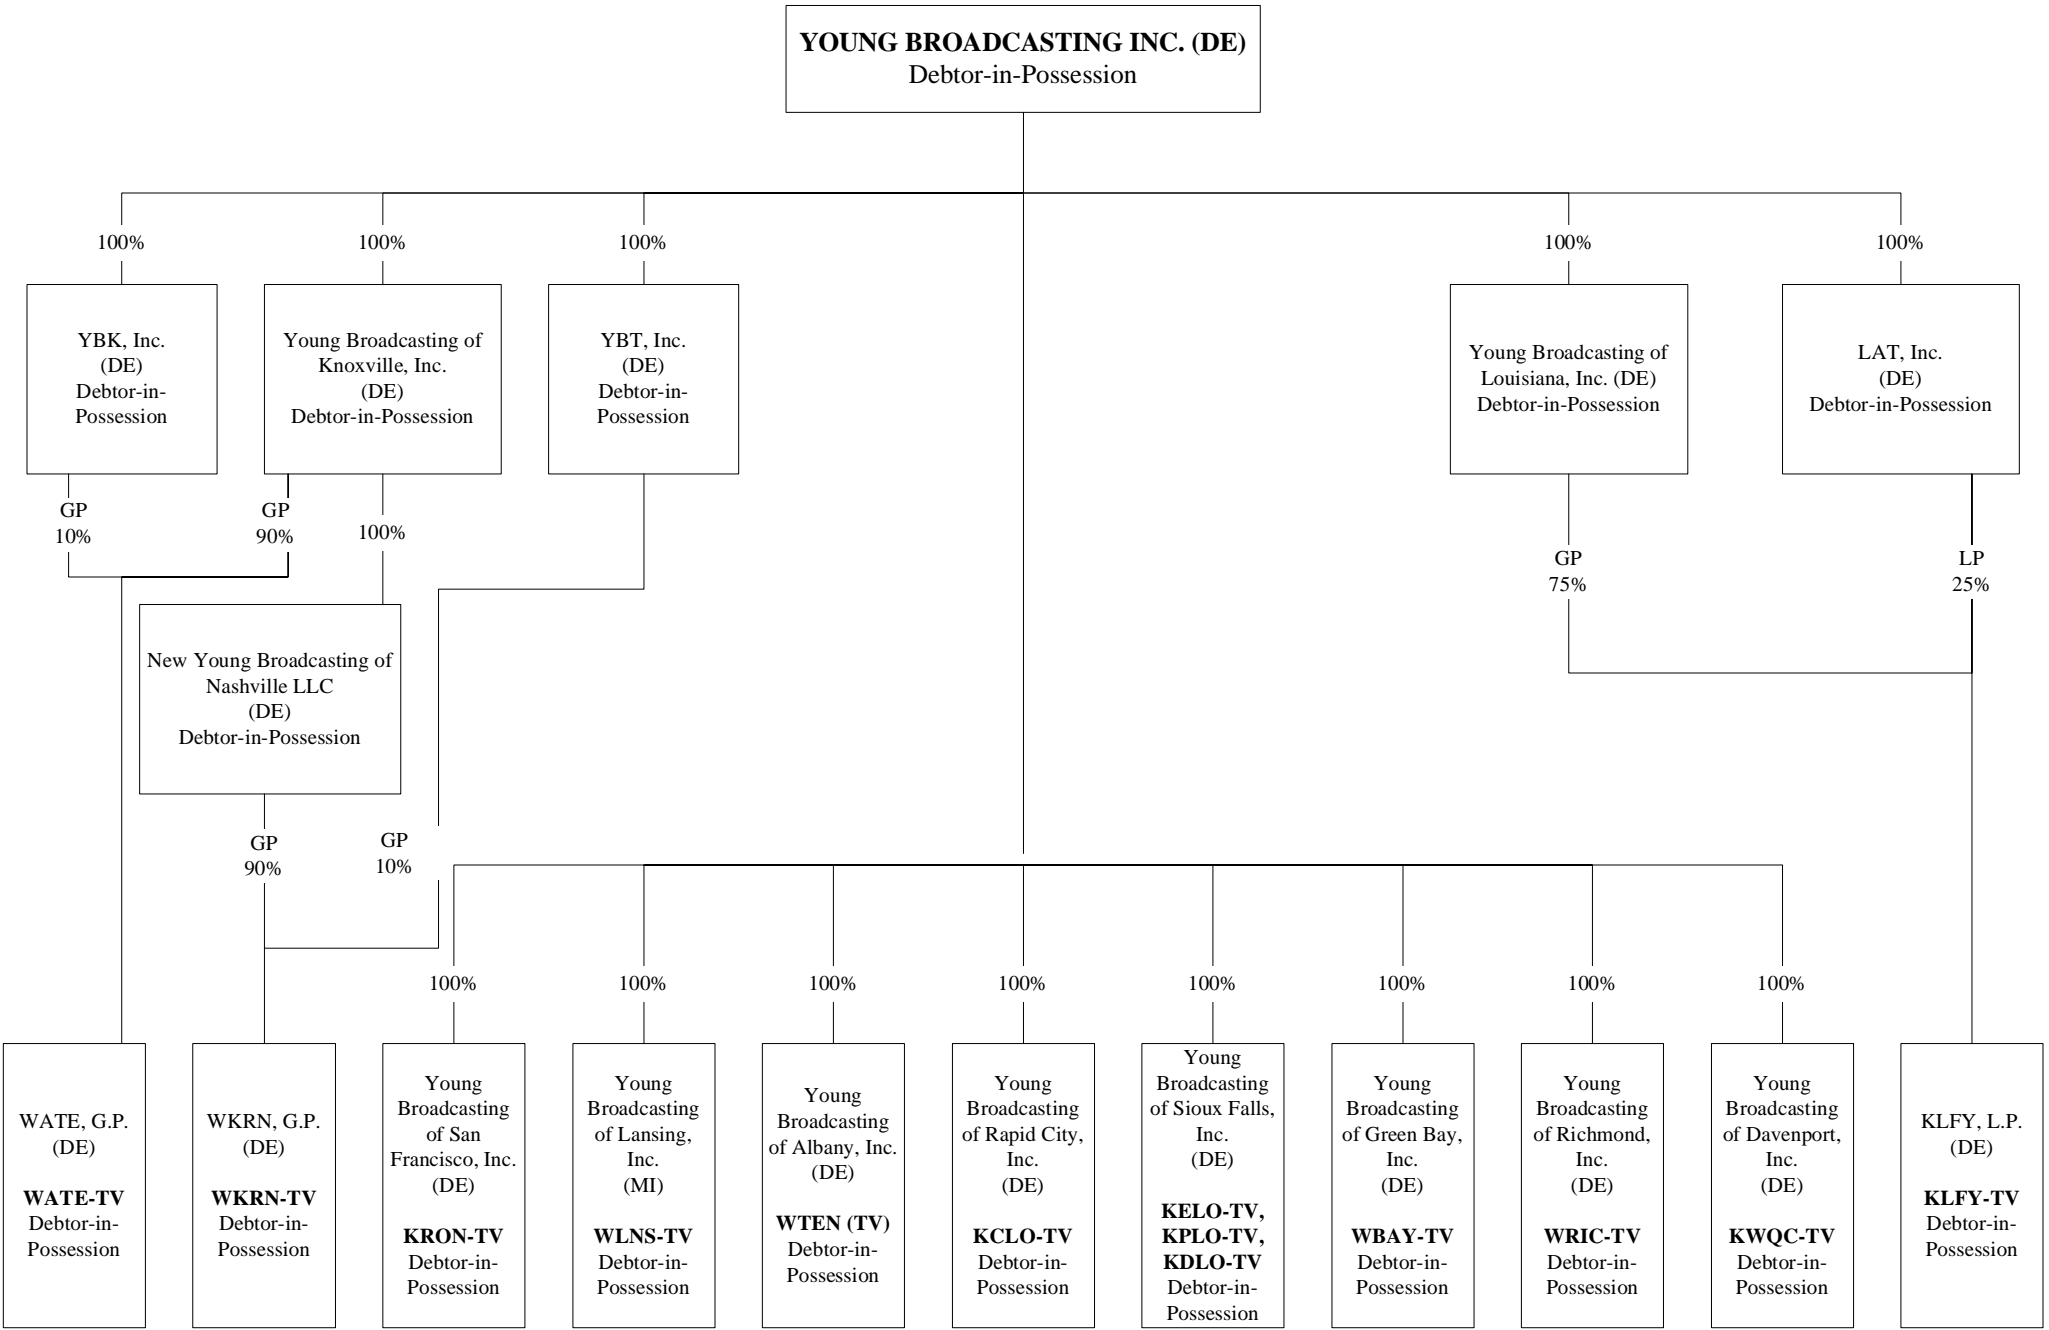 YOUNG BROADCASTING INC. (DE)
Debtor-in-Possession
100%
100%
100%
100%
100%
YBK, Inc.
(DE)
Debtor-in-
Possession
Young Broadcasting of
Knoxville, Inc.
(DE)
Debtor-in-Possession
YBT, Inc.
(DE)
Debtor-in-
Possession
Young Broadcasting of
Louisiana, Inc. (DE)
Debtor-in-Possession
LAT, Inc.
(DE)
Debtor-in-Possession
GP
10%
GP
90%
100%
GP
75%
LP
25%
New Young Broadcasting of
Nashville LLC
(DE)
Debtor-in-Possession
GP
90%
GP
10%
100%
100%
100%
100%
100%
100%
100%
100%
WATE, G.P.
(DE)
WATE-TV
Debtor-in-
Possession
WKRN, G.P.
(DE)
WKRN-TV
Debtor-in-
Possession
Young
Broadcasting
of San
Francisco, Inc.
(DE)
KRON-TV
Debtor-in-
Possession
Young
Broadcasting
of Lansing,
Inc.
(MI)
WLNS-TV
Debtor-in-
Possession
Young
Broadcasting
of Albany, Inc.
(DE)
WTEN (TV)
Debtor-in-
Possession
Young
Broadcasting
of Rapid City,
Inc.
(DE)
KCLO-TV
Debtor-in-
Possession
Young
Broadcasting
of Sioux Falls,
Inc.
(DE)
KELO-TV,
KPLO-TV,
KDLO-TV
Debtor-in-
Possession
Young
Broadcasting
of Green Bay,
Inc.
(DE)
WBAY-TV
Debtor-in-
Possession
Young
Broadcasting
of Richmond,
Inc.
(DE)
WRIC-TV
Debtor-in-
Possession
Young
Broadcasting
of Davenport,
Inc.
(DE)
KWQC-TV
Debtor-in-
Possession
KLFY, L.P.
(DE)
KLFY-TV
Debtor-in-
Possession